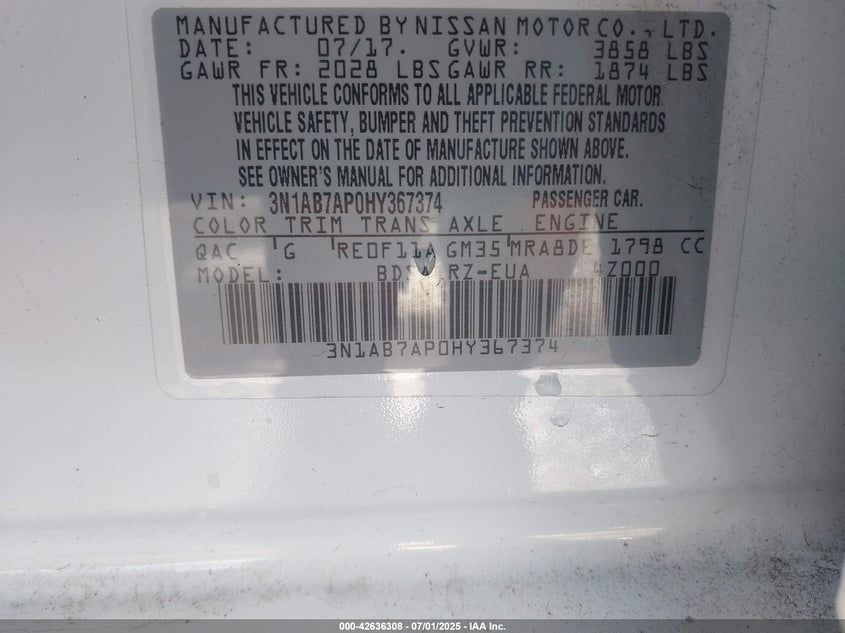 MANUFACTURED BY NISSAN MOTOR CO., LTD.
DATE: 07/17. GVWR: 3858 LBS
GAWR FR: 2028 LBS GAWR RR: 1874 LBS
THIS VEHICLE CONFORMS TO ALL APPLICABLE FEDERAL MOTOR
VEHICLE SAFETY, BUMPER AND THEFT PREVENTION STANDARDS
IN EFFECT ON THE DATE OF MANUFACTURE SHOWN ABOVE.
SEE OWNER'S MANUAL FOR ADDITIONAL INFORMATION.
VIN: 3N1AB7AP0HY367374 PASSENGER CAR.
COLOR TRIM TRANS AXLE ENGINE
QAC G RE0F11A GM35 MRA8DE 1798 CC
MODEL: RZ-EUA 4Z000
3N1AB7AP0HY367374
000-42636308 - 07/01/2025 - IAA Inc.